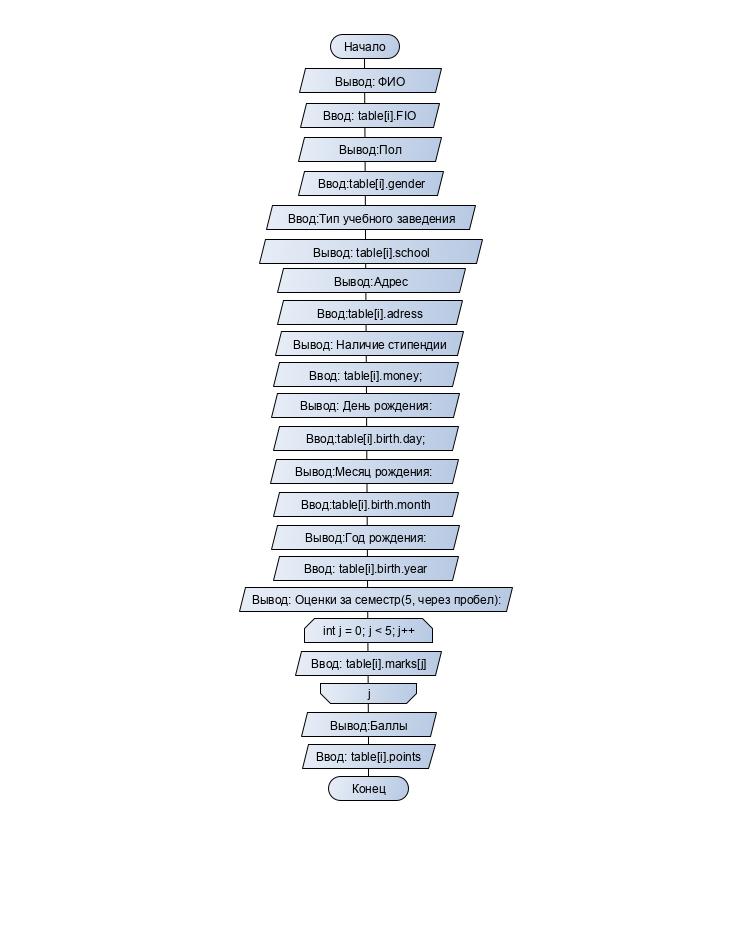 Начало
Вывод: ФИО
Ввод: table[i].FIO
Вывод:Пол
Ввод:table[i].gender
Ввод:Тип учебного заведения
Вывод: table[i].school
Вывод:Адрес
Ввод:table[i].adress
Вывод: Наличие стипендии
Ввод: table[i].money;
Вывод: День рождения:
Ввод:table[i].birth.day;
Вывод:Месяц рождения:
Ввод:table[i].birth.month
Вывод:Год рождения:
Ввод: table[i].birth.year
Вывод: Оценки за семестр(5, через пробел):
int j = 0; j < 5; j++
Ввод: table[i].marks[j]
j
Вывод:Баллы
Ввод: table[i].points
Конец